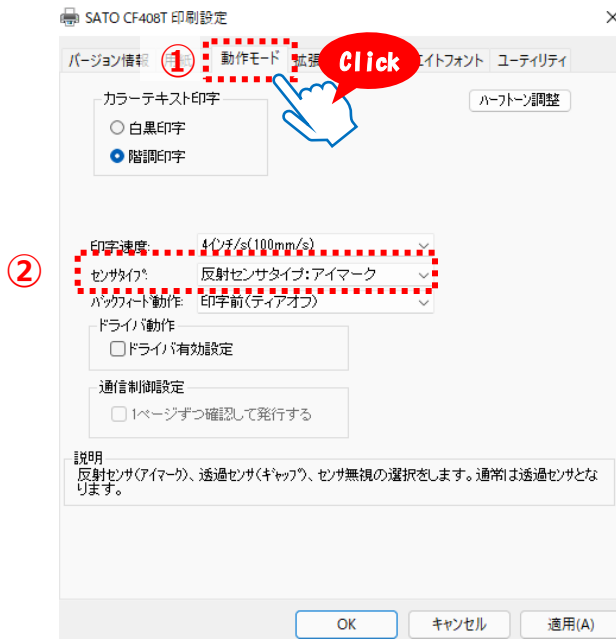 SATO CF408T 印刷設定
バージョン情報 動作モード 拡張 イトフォント ユーティリティ
① Click
カラーテキスト印字
ハーフトーン調整
白黒印字
階調印字
印字速度: 4インチ/s(100mm/s)
② センサタイプ: 反射センサタイプ:アイマーク
バックフィード動作: 印字前(ティアオフ)
ドライバ動作
ドライバ有効設定
通信制御設定
1ページずつ確認して発行する
説明
反射センサ(アイマーク)、透過センサ(ギャップ)、センサ無視の選択をします。通常は透過センサとな
ります。
OK キャンセル 適用(A)